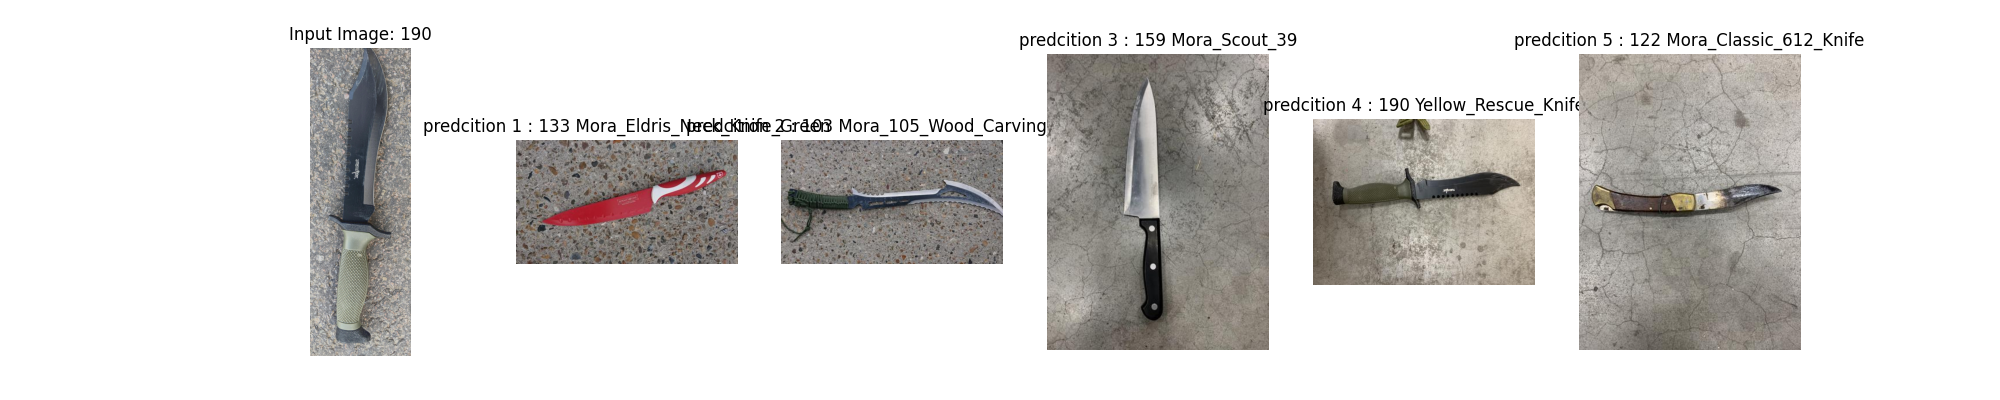 Input Image: 190
predcition 1 : 133 Mora_Eldris_Neck_Knife_Green
predcition 2 : 103 Mora_105_Wood_Carving
predcition 3 : 159 Mora_Scout_39
predcition 4 : 190 Yellow_Rescue_Knife
predcition 5 : 122 Mora_Classic_612_Knife